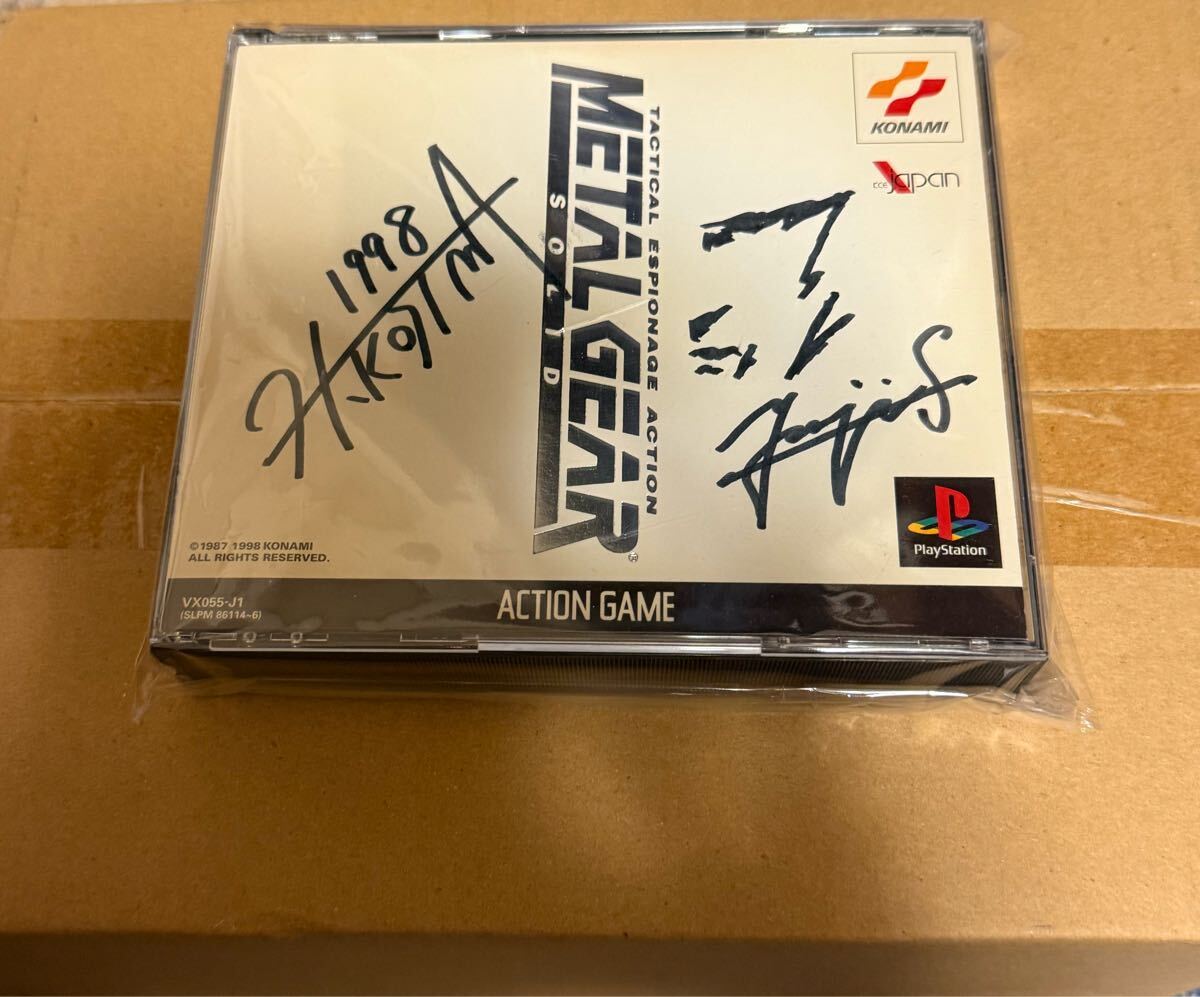 KONAMI
KCE Japan
TACTICAL ESPIONAGE ACTION
METAL GEAR
SOLID
1998
H.KOJIMA
PlayStation
©1987 1998 KONAMI
ALL RIGHTS RESERVED.
VX055-J1
(SLPM 86114~6)
ACTION GAME